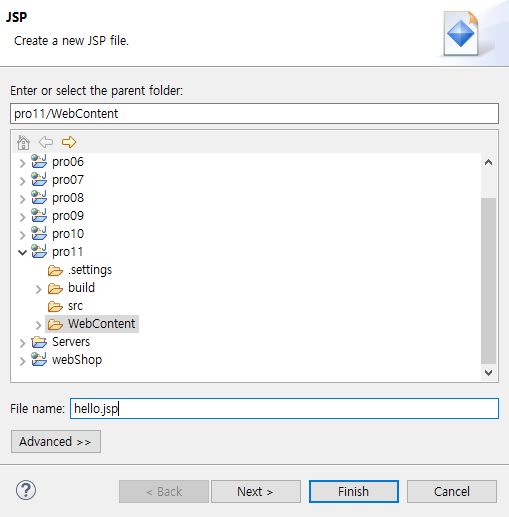 JSP
Create a new JSP file.
Enter or select the parent folder:
pro11/WebContent
pro06
pro07
pro08
pro09
pro10
pro11
.settings
build
src
WebContent
Servers
webShop
File name: hello.jsp
Advanced >>
?
< Back
Next >
Finish
Cancel